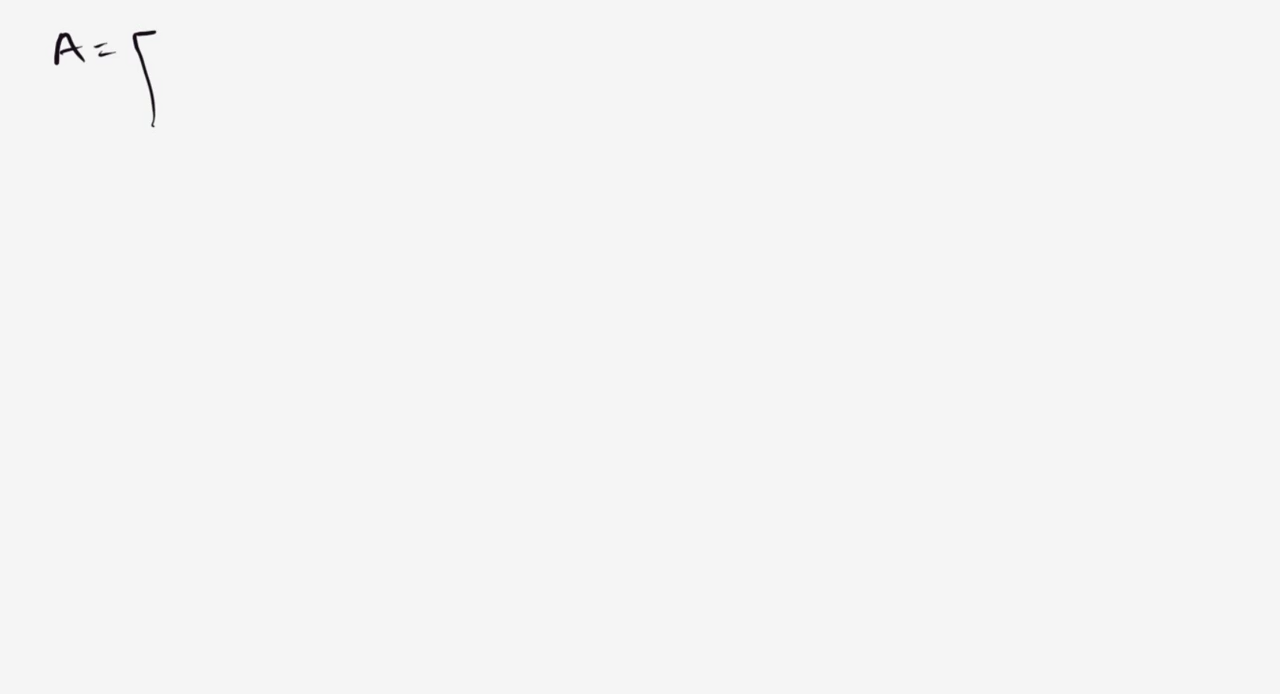 A = [